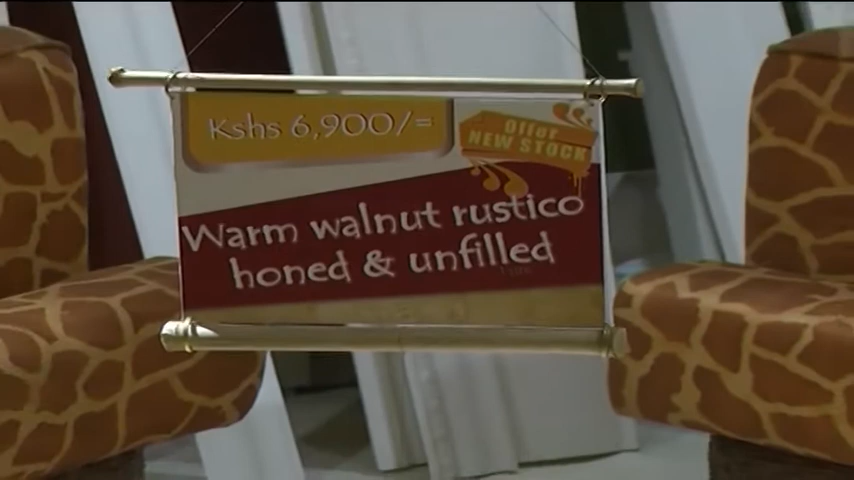 Kshs 6,900/=
Offer
NEW STOCK
Warm walnut rustico
honed & unfilled